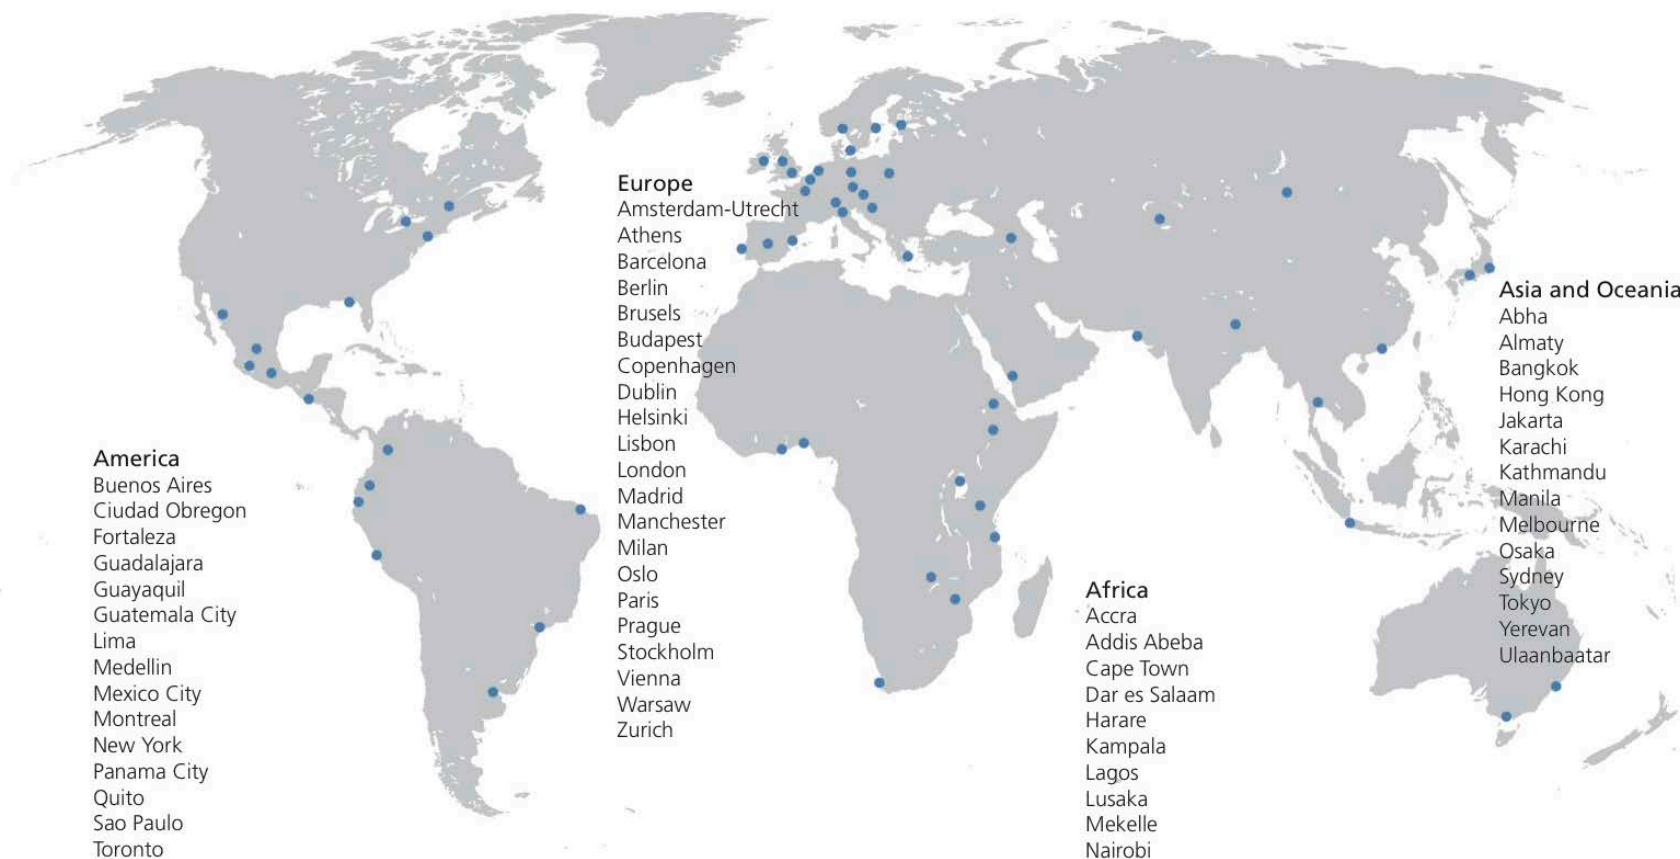 Europe
Amsterdam-Utrecht
Athens
Barcelona
Berlin
Brussels
Budapest
Copenhagen
Dublin
Helsinki
Lisbon
London
Madrid
Manchester
Milan
Oslo
Paris
Prague
Stockholm
Vienna
Warsaw
Zurich
Asia and Oceania
Abha
Almaty
Bangkok
Hong Kong
Jakarta
Karachi
Kathmandu
Manila
Melbourne
Osaka
Sydney
Tokyo
Yerevan
Ulaanbaatar
America
Buenos Aires
Ciudad Obregon
Fortaleza
Guadalajara
Guayaquil
Guatemala City
Lima
Medellin
Mexico City
Montreal
New York
Panama City
Quito
Sao Paulo
Toronto
Africa
Accra
Addis Abeba
Cape Town
Dar es Salaam
Harare
Kampala
Lagos
Lusaka
Mekelle
Nairobi